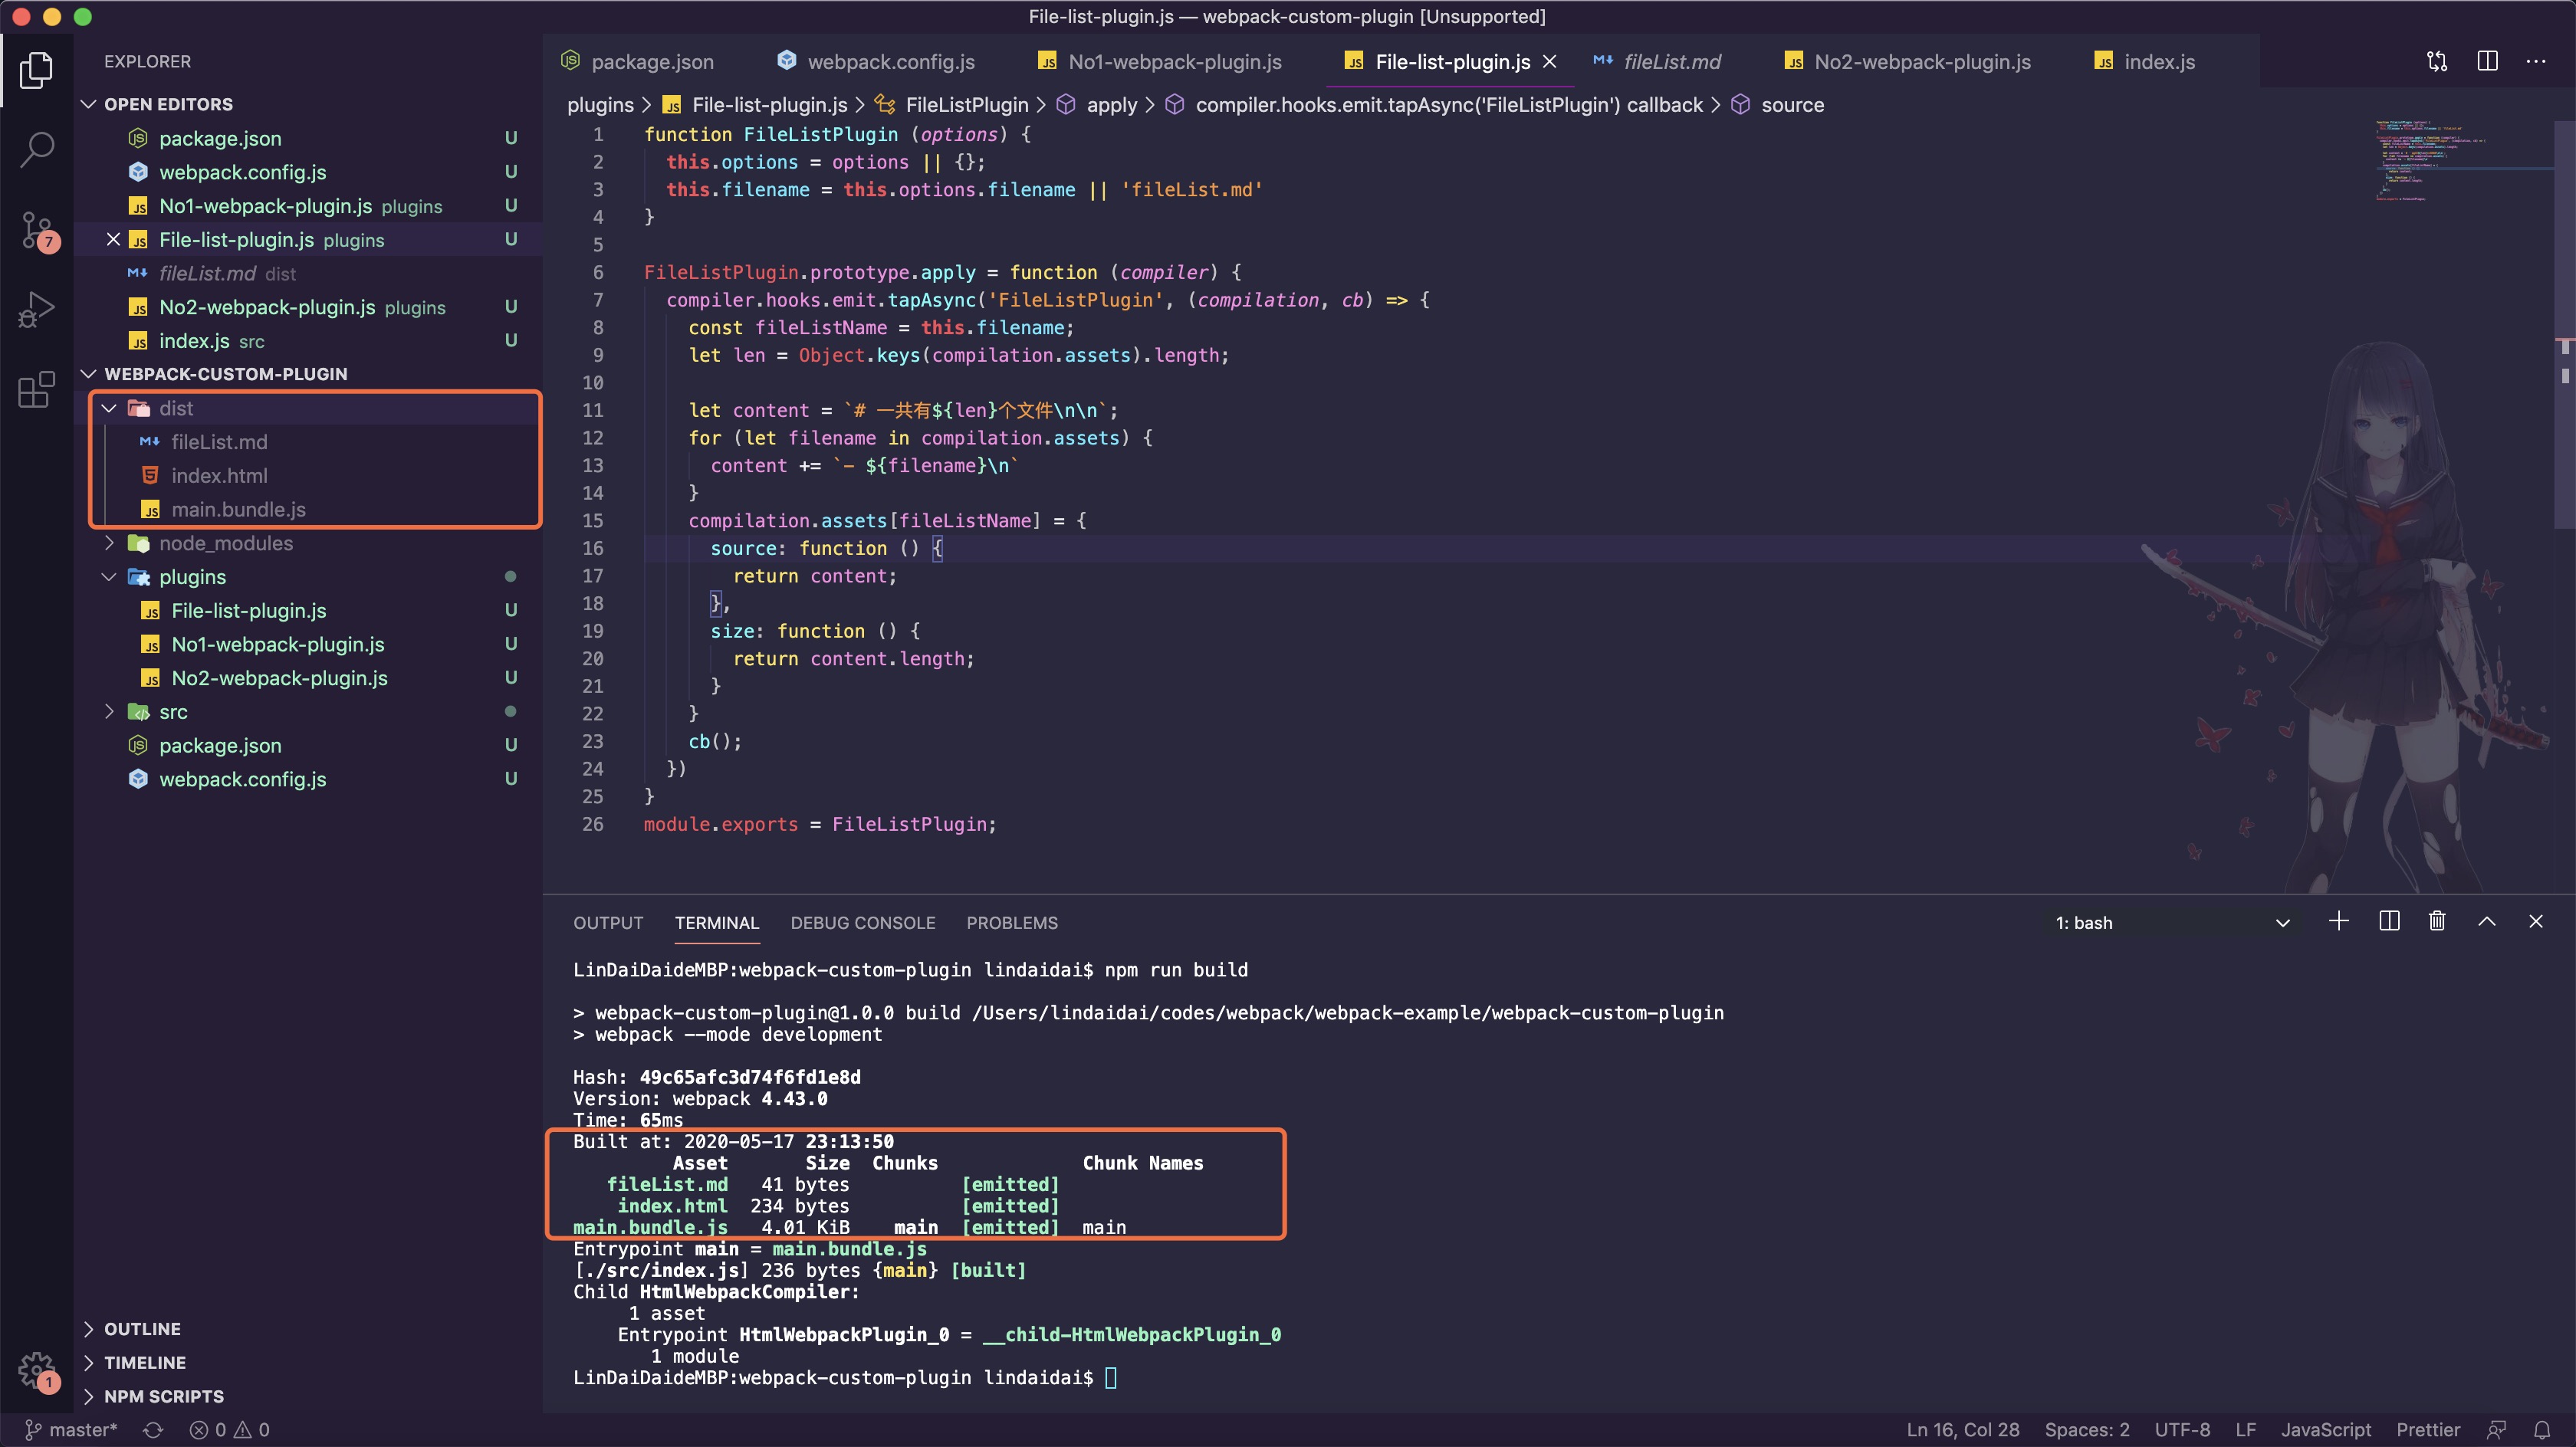 File-list-plugin.js — webpack-custom-plugin [Unsupported]
EXPLORER
OPEN EDITORS
package.json U
webpack.config.js U
No1-webpack-plugin.js plugins U
File-list-plugin.js plugins U
fileList.md dist
No2-webpack-plugin.js plugins U
index.js src U
WEBPACK-CUSTOM-PLUGIN
dist
fileList.md
index.html
main.bundle.js
node_modules
plugins
File-list-plugin.js U
No1-webpack-plugin.js U
No2-webpack-plugin.js U
src
package.json U
webpack.config.js U
OUTLINE
TIMELINE
NPM SCRIPTS
7
1
package.json webpack.config.js No1-webpack-plugin.js File-list-plugin.js fileList.md No2-webpack-plugin.js index.js
plugins > File-list-plugin.js > FileListPlugin > apply > compiler.hooks.emit.tapAsync('FileListPlugin') callback > source
1 function FileListPlugin (options) {
2 this.options = options || {};
3 this.filename = this.options.filename || 'fileList.md'
4 }
5
6 FileListPlugin.prototype.apply = function (compiler) {
7 compiler.hooks.emit.tapAsync('FileListPlugin', (compilation, cb) => {
8 const fileListName = this.filename;
9 let len = Object.keys(compilation.assets).length;
10
11 let content = `# 一共有${len}个文件\n\n`;
12 for (let filename in compilation.assets) {
13 content += `- ${filename}\n`
14 }
15 compilation.assets[fileListName] = {
16 source: function () {
17 return content;
18 },
19 size: function () {
20 return content.length;
21 }
22 }
23 cb();
24 })
25 }
26 module.exports = FileListPlugin;
OUTPUT TERMINAL DEBUG CONSOLE PROBLEMS 1: bash
LinDaiDaideMBP:webpack-custom-plugin lindaidai$ npm run build
> webpack-custom-plugin@1.0.0 build /Users/lindaidai/codes/webpack/webpack-example/webpack-custom-plugin
> webpack --mode development
Hash: 49c65afc3d74f6fd1e8d
Version: webpack 4.43.0
Time: 65ms
Built at: 2020-05-17 23:13:50
Asset Size Chunks Chunk Names
fileList.md 41 bytes [emitted]
index.html 234 bytes [emitted]
main.bundle.js 4.01 KiB main [emitted] main
Entrypoint main = main.bundle.js
[./src/index.js] 236 bytes {main} [built]
Child HtmlWebpackCompiler:
1 asset
Entrypoint HtmlWebpackPlugin_0 = __child-HtmlWebpackPlugin_0
1 module
LinDaiDaideMBP:webpack-custom-plugin lindaidai$
master* 0 0 Ln 16, Col 28 Spaces: 2 UTF-8 LF JavaScript Prettier